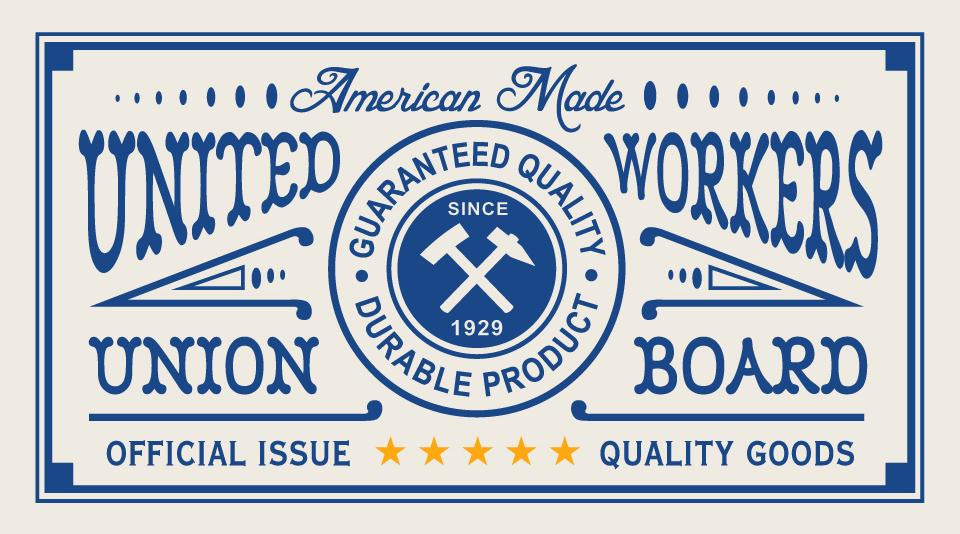 American Made
UNITED WORKERS
GUARANTEED QUALITY
SINCE
1929
DURABLE PRODUCT
UNION BOARD
OFFICIAL ISSUE ★★★★★ QUALITY GOODS